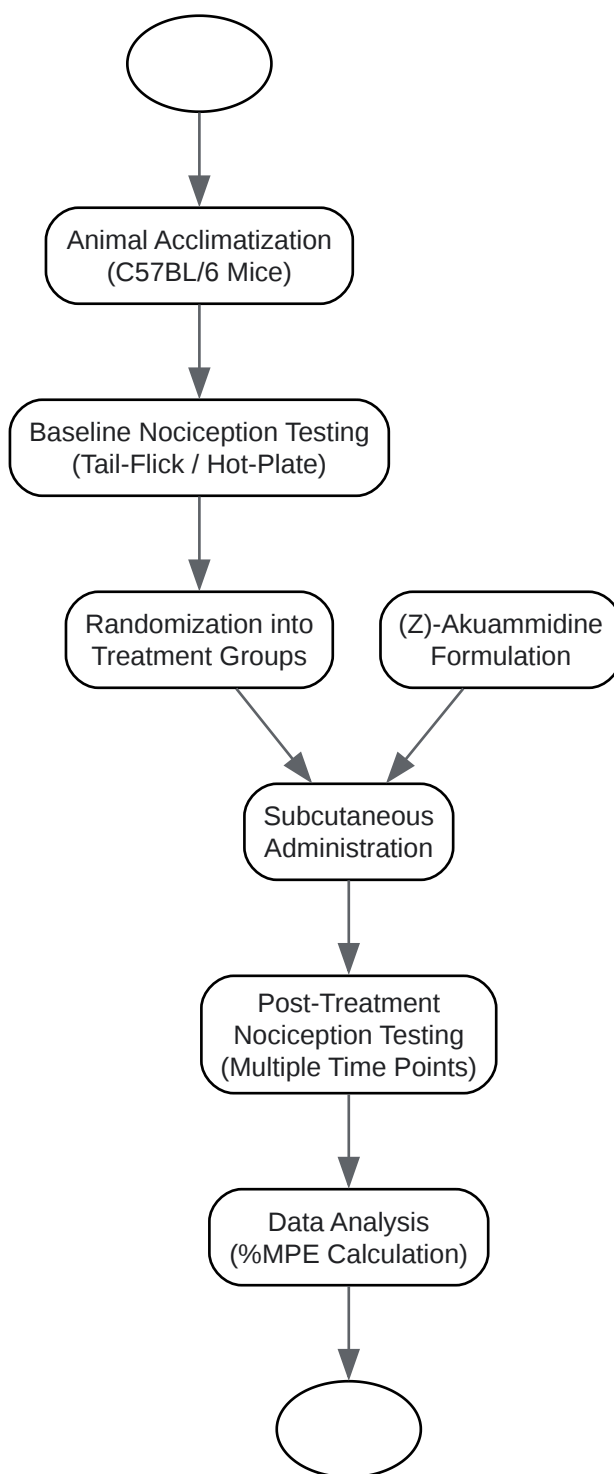 Animal Acclimatization
(C57BL/6 Mice)
Baseline Nociception Testing
(Tail-Flick / Hot-Plate)
Randomization into
Treatment Groups
(Z)-Akuammidine
Formulation
Subcutaneous
Administration
Post-Treatment
Nociception Testing
(Multiple Time Points)
Data Analysis
(%MPE Calculation)